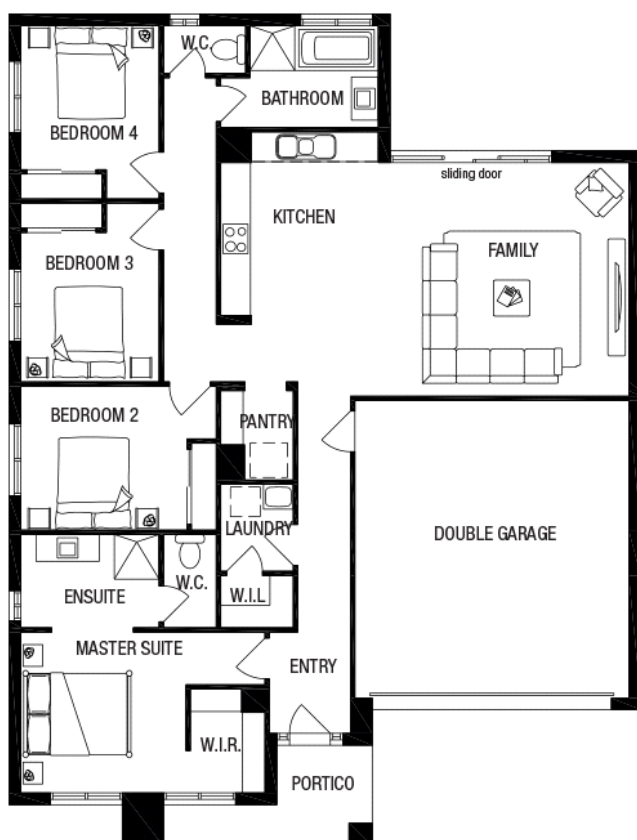 W.C.
BATHROOM
BEDROOM 4
sliding door
KITCHEN
FAMILY
BEDROOM 3
BEDROOM 2
PANTRY
LAUNDRY
DOUBLE GARAGE
W.C.
ENSUITE
W.I.L
MASTER SUITE
ENTRY
W.I.R.
PORTICO